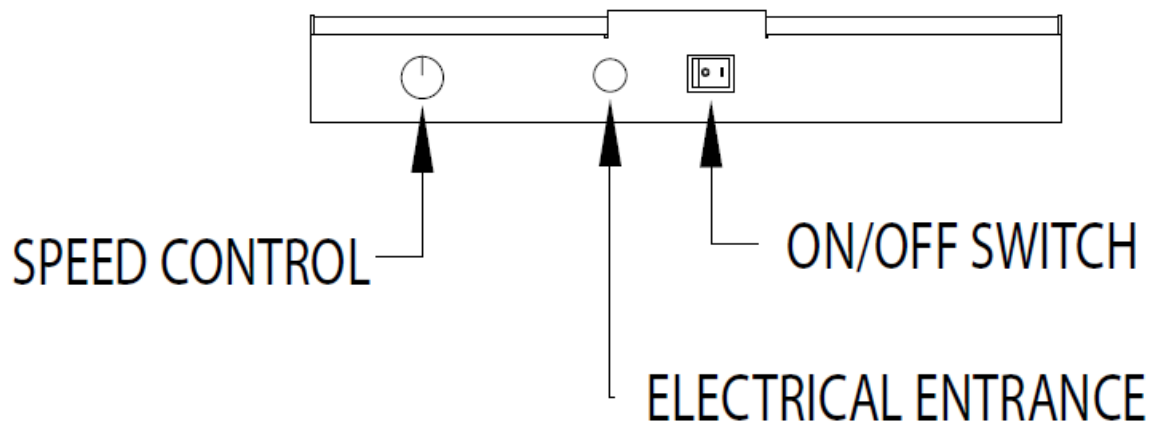 SPEED CONTROL
ON/OFF SWITCH
ELECTRICAL ENTRANCE